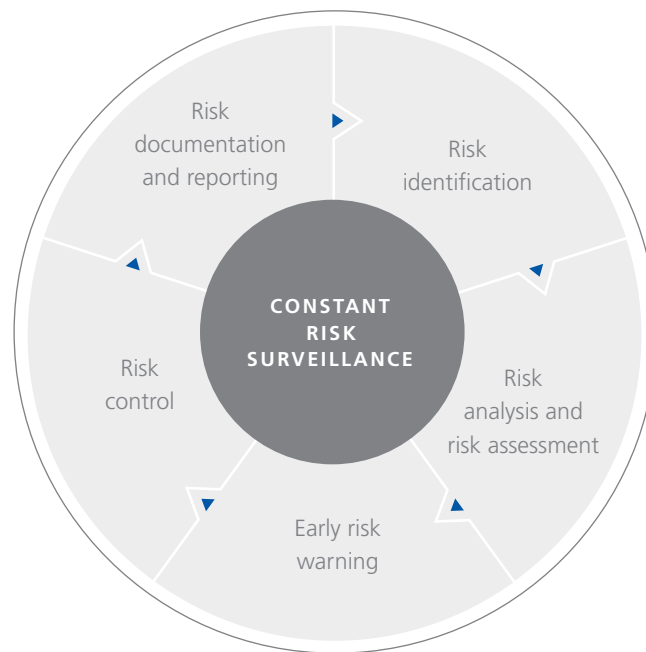 Risk
documentation
and reporting
Risk
identification
CONSTANT
RISK
SURVEILLANCE
Risk
control
Risk
analysis and
risk assessment
Early risk
warning